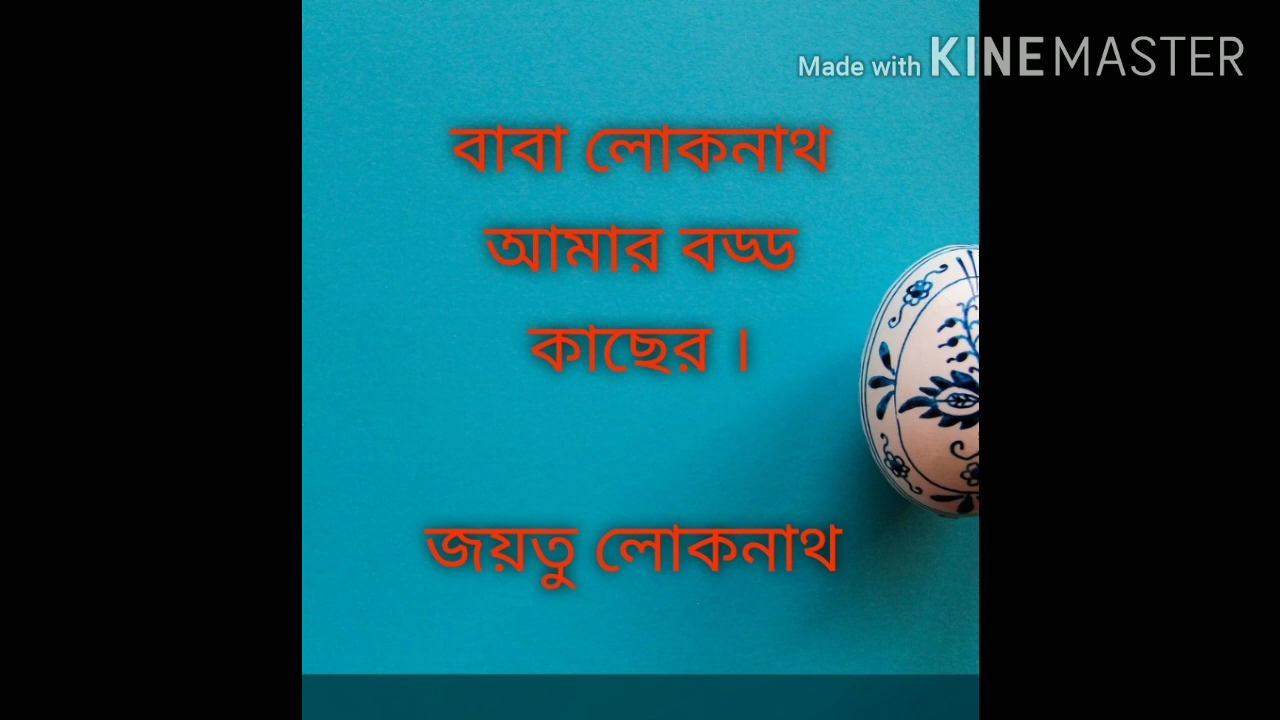 Made with KINEMASTER
বাবা লোকনাথ
আমার বড্ড
কাছের ।
জয়তু লোকনাথ